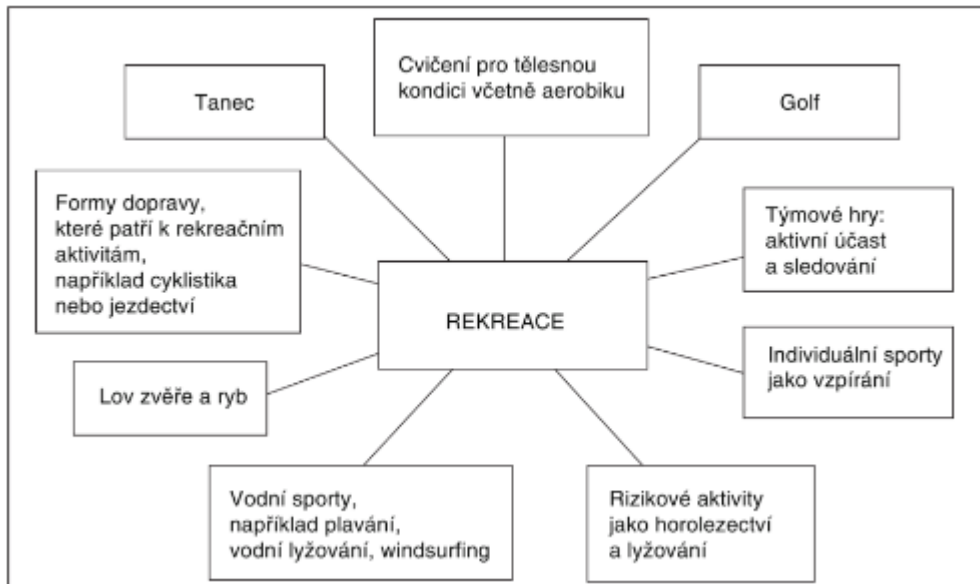 Cvičení pro tělesnou
kondici včetně aerobiku
Tanec
Golf
Formy dopravy,
které patří k rekreačním
aktivitám,
například cyklistika
nebo jezdectví
Týmové hry:
aktivní účast
a sledování
REKREACE
Individuální sporty
jako vzpírání
Lov zvěře a ryb
Vodní sporty,
například plavání,
vodní lyžování, windsurfing
Rizikové aktivity
jako horolezectví
a lyžování